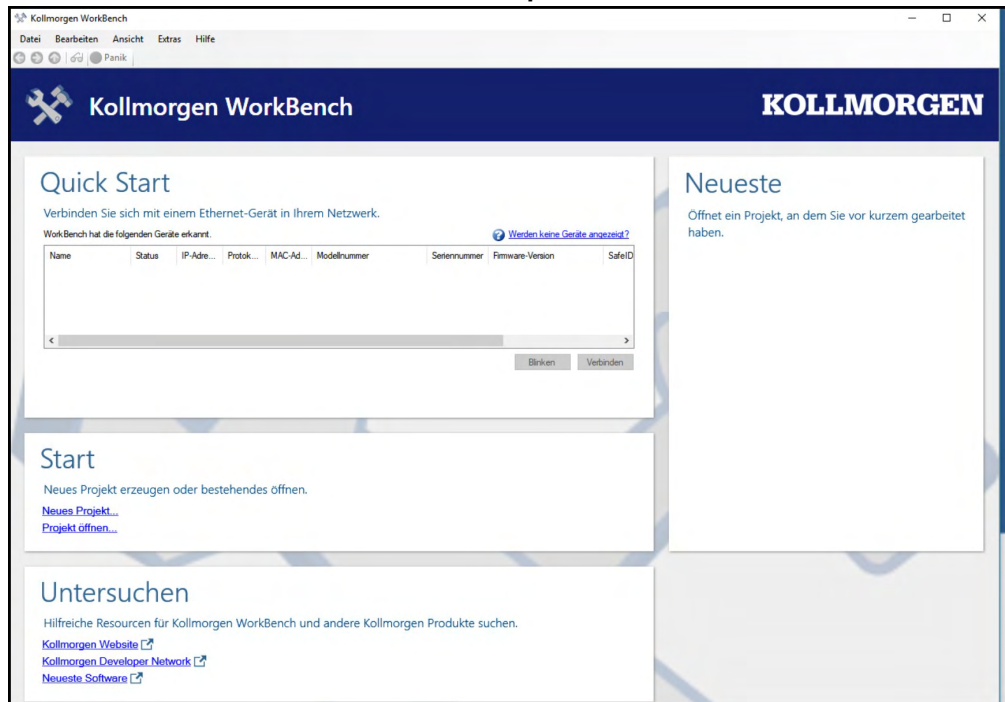 Kollmorgen WorkBench
Datei Bearbeiten Ansicht Extras Hilfe
Panik
Kollmorgen WorkBench
KOLLMORGEN
Quick Start
Verbinden Sie sich mit einem Ethernet-Gerät in Ihrem Netzwerk.
WorkBench hat die folgenden Geräte erkannt.
Werden keine Geräte angezeigt?
Name Status IP-Adre... Protok... MAC-Ad... Modellnummer Seriennummer Firmware-Version SafeID
Blinken Verbinden
Start
Neues Projekt erzeugen oder bestehendes öffnen.
Neues Projekt...
Projekt öffnen...
Untersuchen
Hilfreiche Resourcen für Kollmorgen WorkBench und andere Kollmorgen Produkte suchen.
Kollmorgen Website
Kollmorgen Developer Network
Neueste Software
Neueste
Öffnet ein Projekt, an dem Sie vor kurzem gearbeitet
haben.